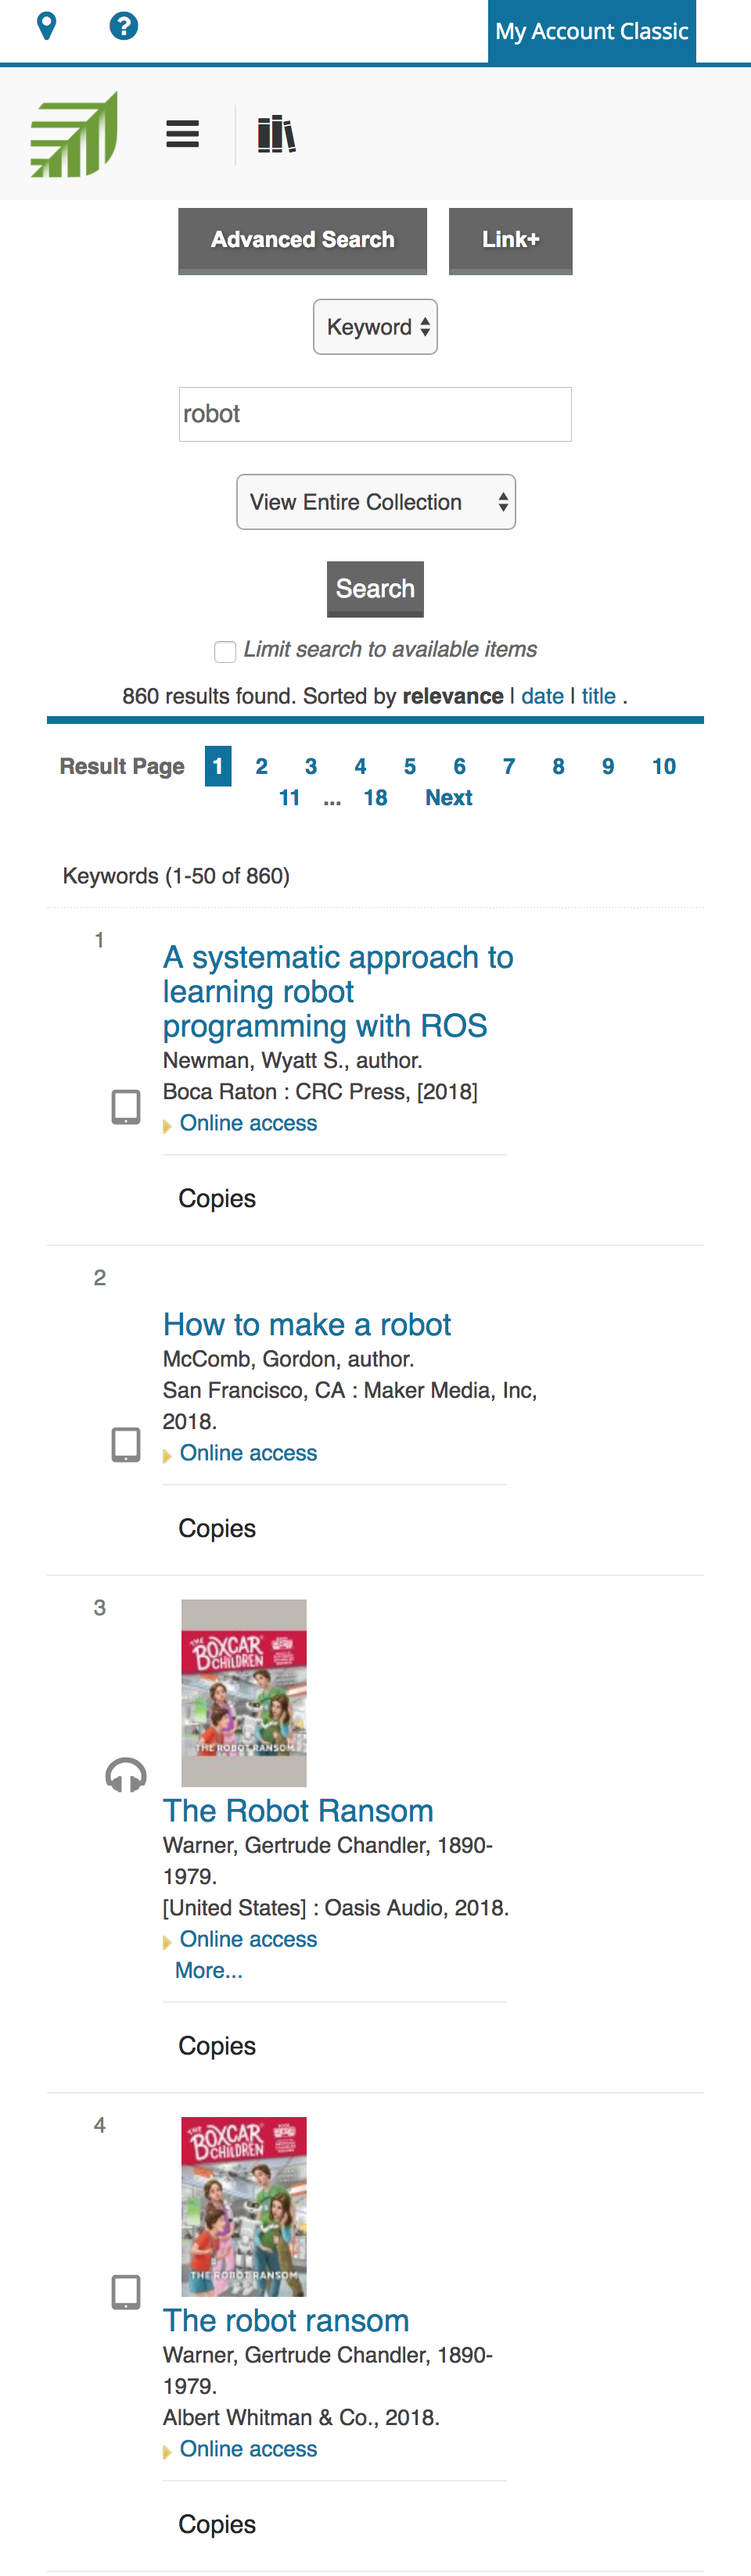 My Account Classic
Advanced Search
Link+
Keyword
robot
View Entire Collection
Search
Limit search to available items
860 results found. Sorted by relevance | date | title .
Result Page 1 2 3 4 5 6 7 8 9 10
11 ... 18 Next
Keywords (1-50 of 860)
1
A systematic approach to
learning robot
programming with ROS
Newman, Wyatt S., author.
Boca Raton : CRC Press, [2018]
Online access
Copies
2
How to make a robot
McComb, Gordon, author.
San Francisco, CA : Maker Media, Inc,
2018.
Online access
Copies
3
THE
BOXCAR
CHILDREN
THE ROBOT RANSOM
The Robot Ransom
Warner, Gertrude Chandler, 1890-
1979.
[United States] : Oasis Audio, 2018.
Online access
More...
Copies
4
THE
BOXCAR
CHILDREN
THE ROBOT RANSOM
The robot ransom
Warner, Gertrude Chandler, 1890-
1979.
Albert Whitman & Co., 2018.
Online access
Copies